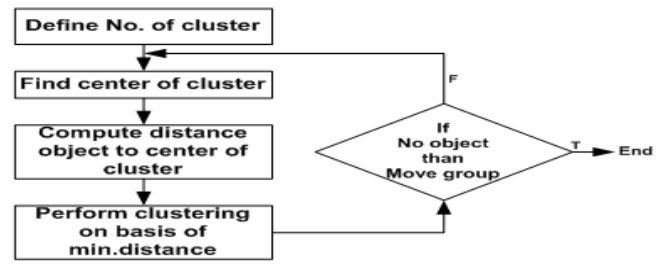 Define No. of cluster
Find center of cluster
Compute distance
object to center of
cluster
Perform clustering
on basis of
min.distance
F
If
No object
than
Move group
T
End